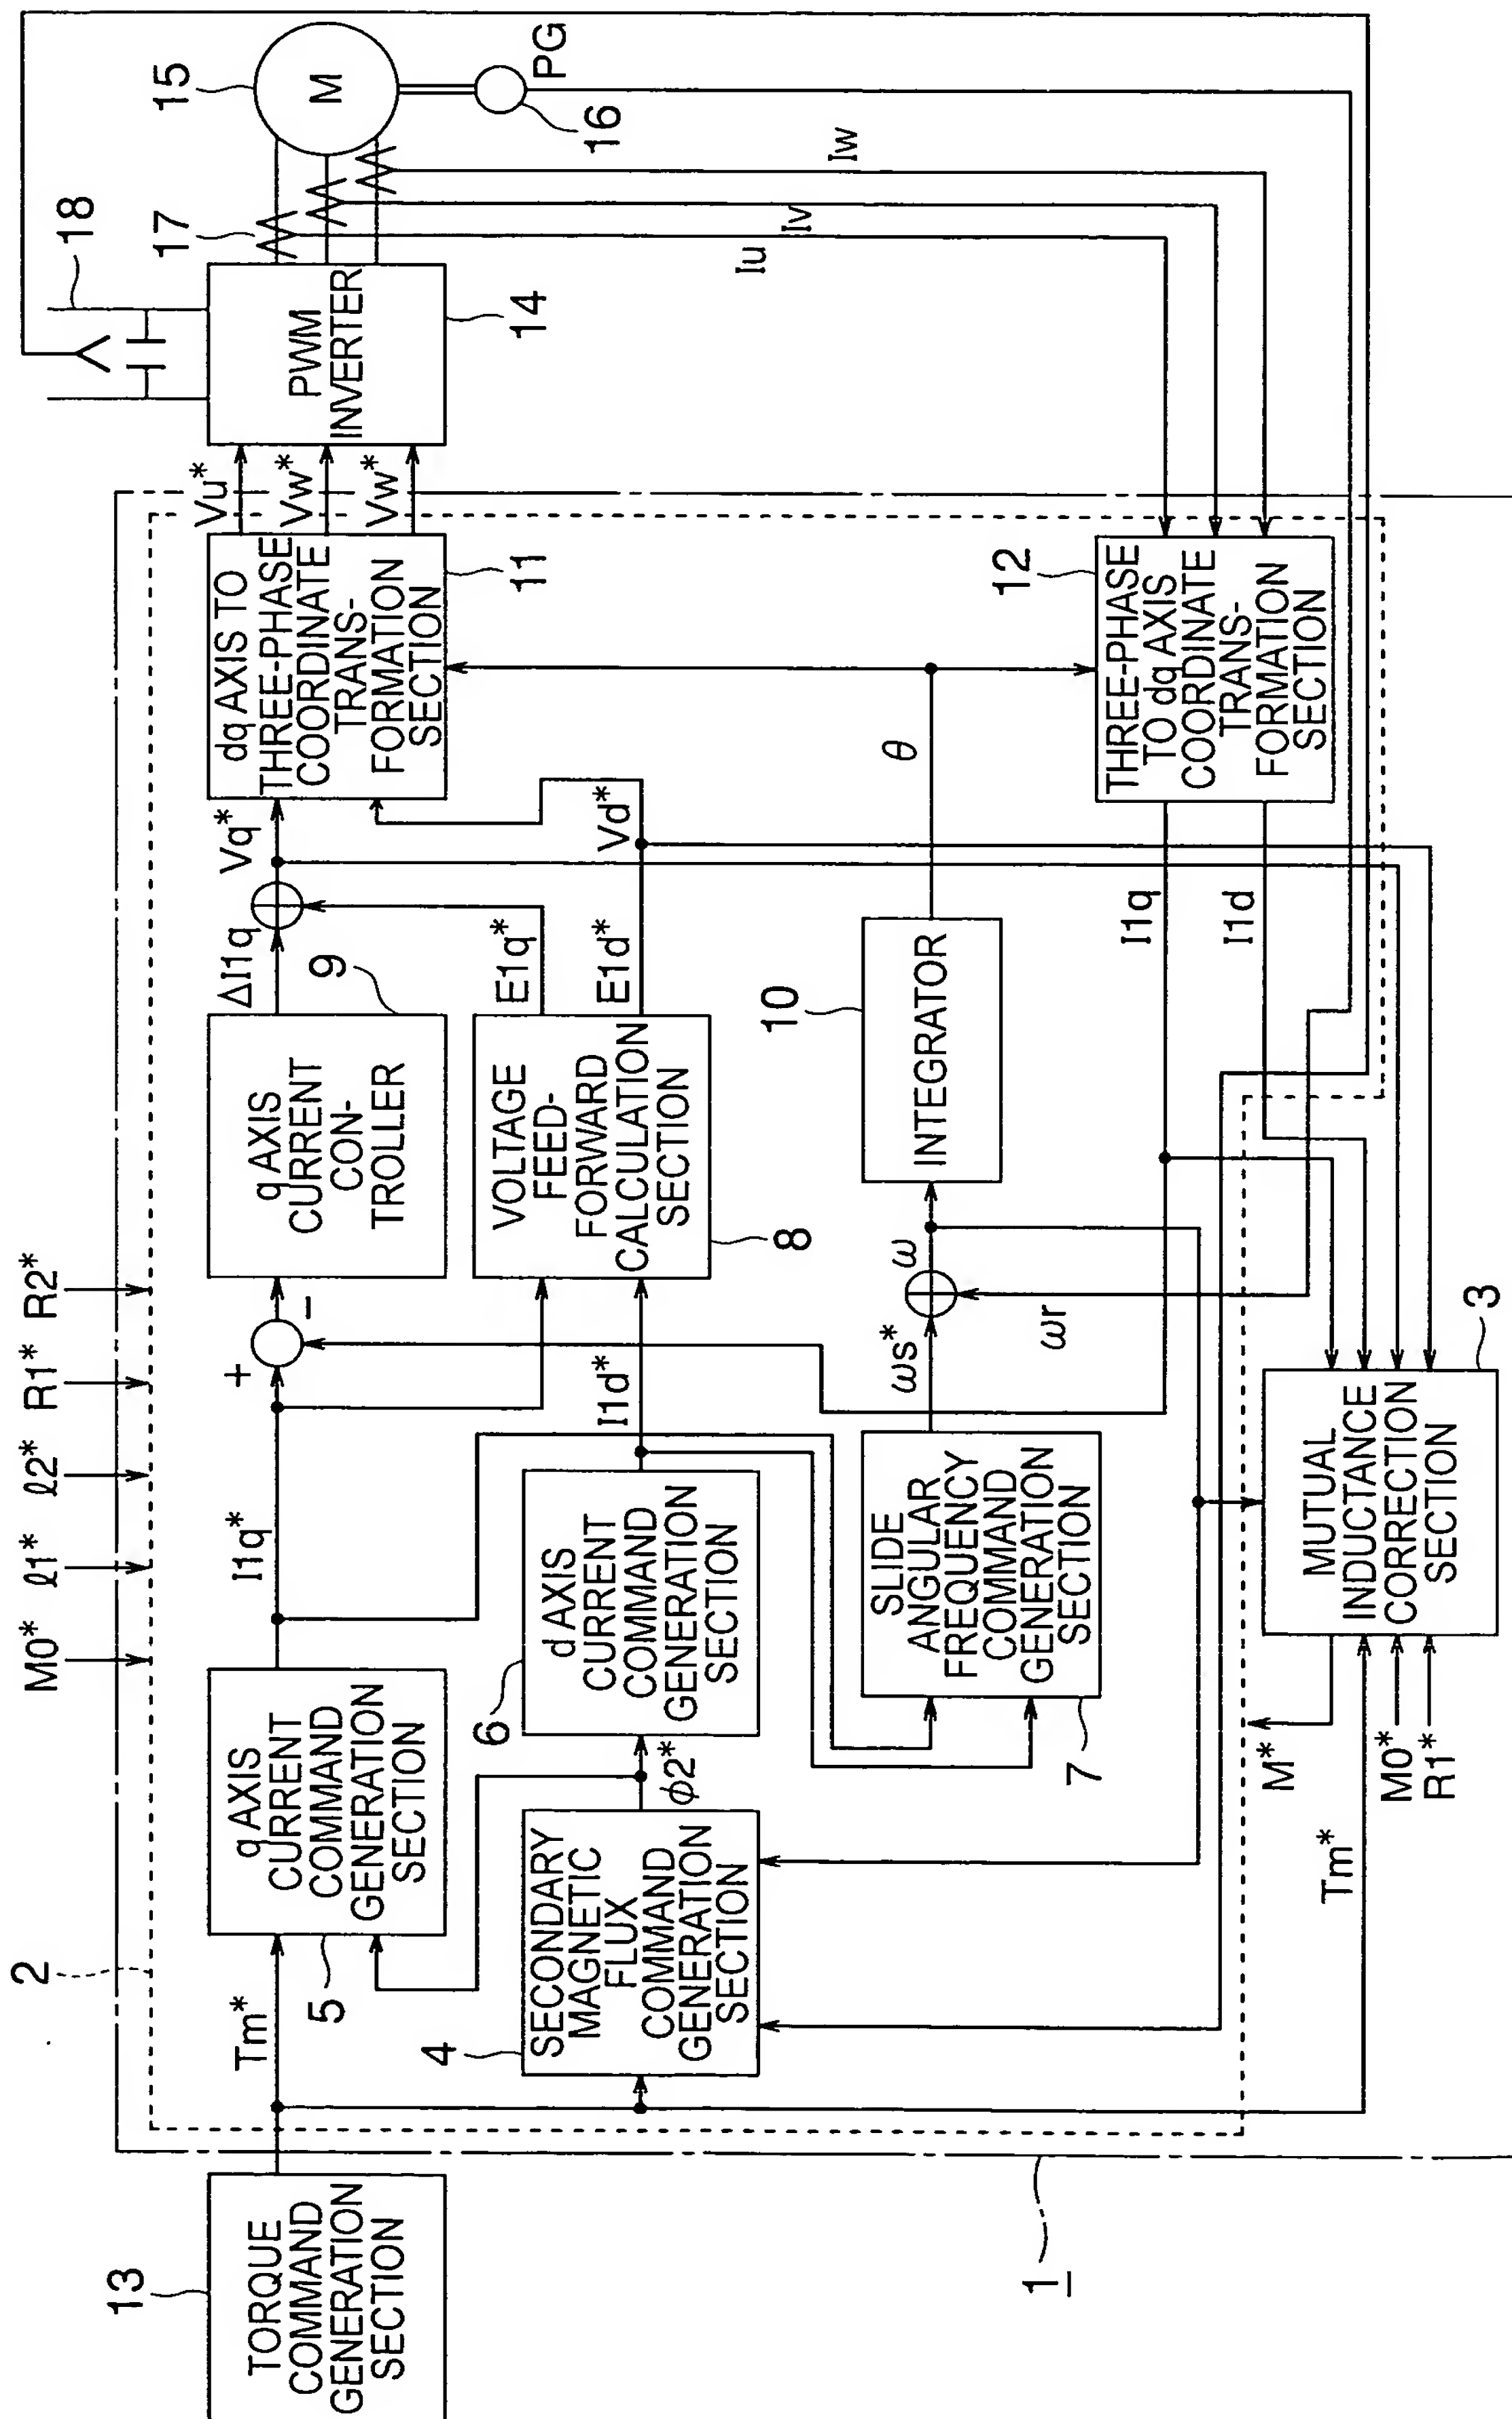 M0*
ℓ1*
ℓ2*
R1*
R2*
2
13
TORQUE
COMMAND
GENERATION
SECTION
Tm*
5
q AXIS
CURRENT
COMMAND
GENERATION
SECTION
I1q*
+
-
q AXIS
CURRENT
CON-
TROLLER
9
ΔI1q
Vq*
dq AXIS TO
THREE-PHASE
COORDINATE
TRANS-
FORMATION
SECTION
11
Vu*
Vw*
Vw*
PWM
INVERTER
14
18
17
15
M
PG
16
4
SECONDARY
MAGNETIC
FLUX
COMMAND
GENERATION
SECTION
ϕ2*
6
d AXIS
CURRENT
COMMAND
GENERATION
SECTION
I1d*
VOLTAGE
FEED-
FORWARD
CALCULATION
SECTION
8
E1q*
E1d*
Vd*
Iu
Iv
Iw
SLIDE
ANGULAR
FREQUENCY
COMMAND
GENERATION
SECTION
7
ωs*
ω
ωr
10
INTEGRATOR
θ
12
THREE-PHASE
TO dq AXIS
COORDINATE
TRANS-
FORMATION
SECTION
I1q
I1d
1
Tm*
M*
M0*
R1*
MUTUAL
INDUCTANCE
CORRECTION
SECTION
3